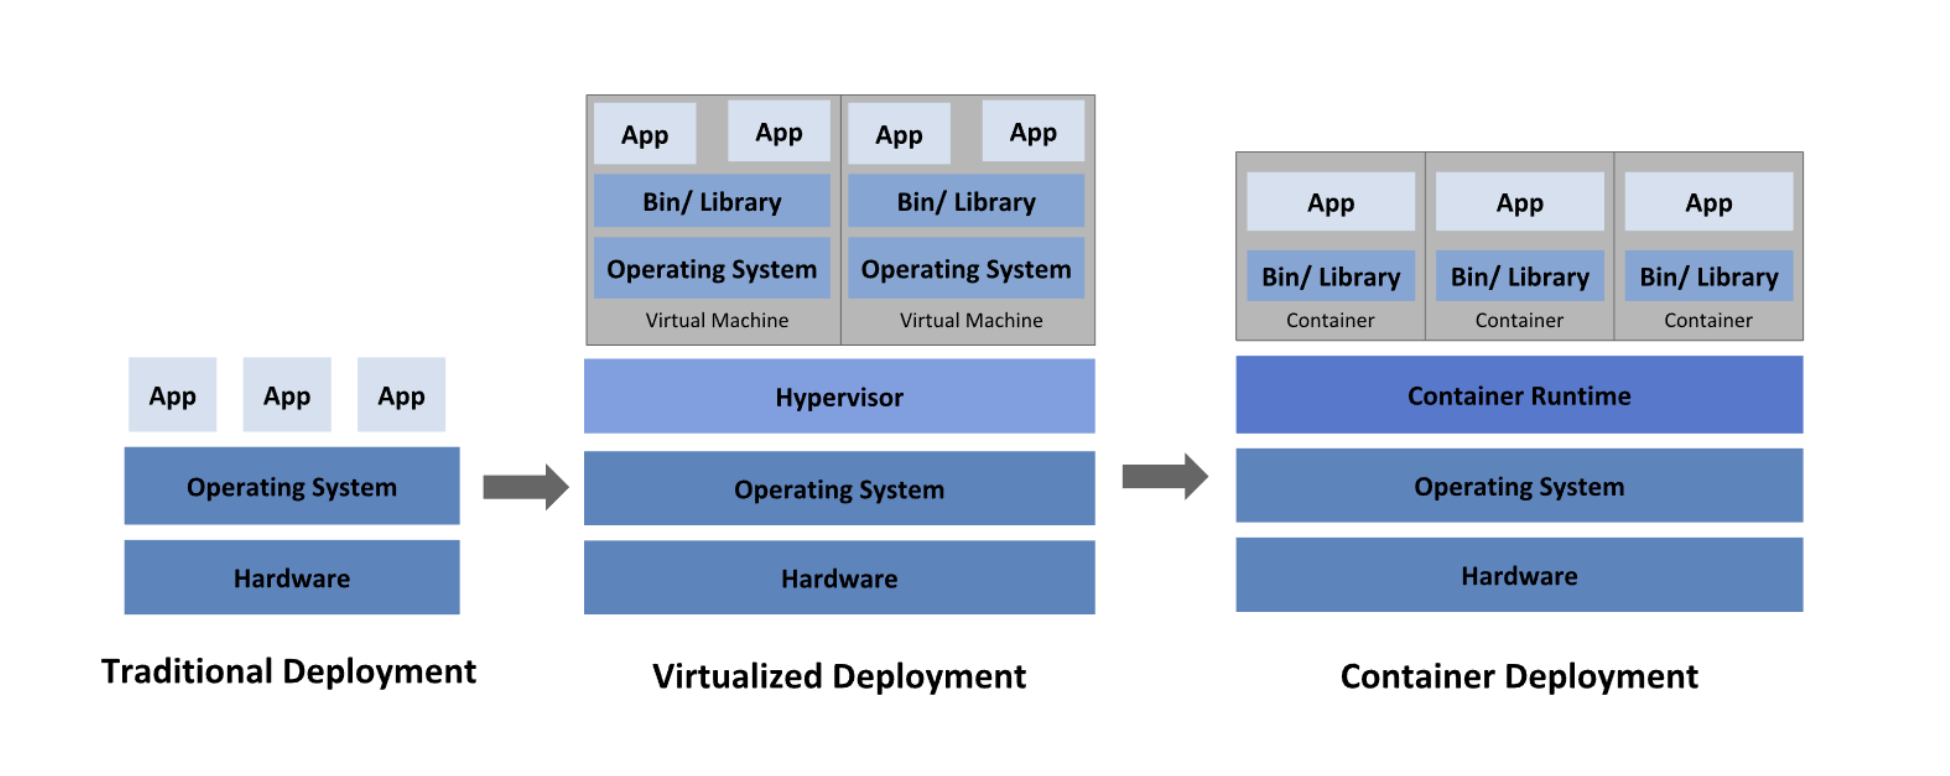 App
App
App
Operating System
Hardware
Traditional Deployment
App
App
App
App
Bin/ Library
Bin/ Library
Operating System
Operating System
Virtual Machine
Virtual Machine
Hypervisor
Operating System
Hardware
Virtualized Deployment
App
App
App
Bin/ Library
Bin/ Library
Bin/ Library
Container
Container
Container
Container Runtime
Operating System
Hardware
Container Deployment